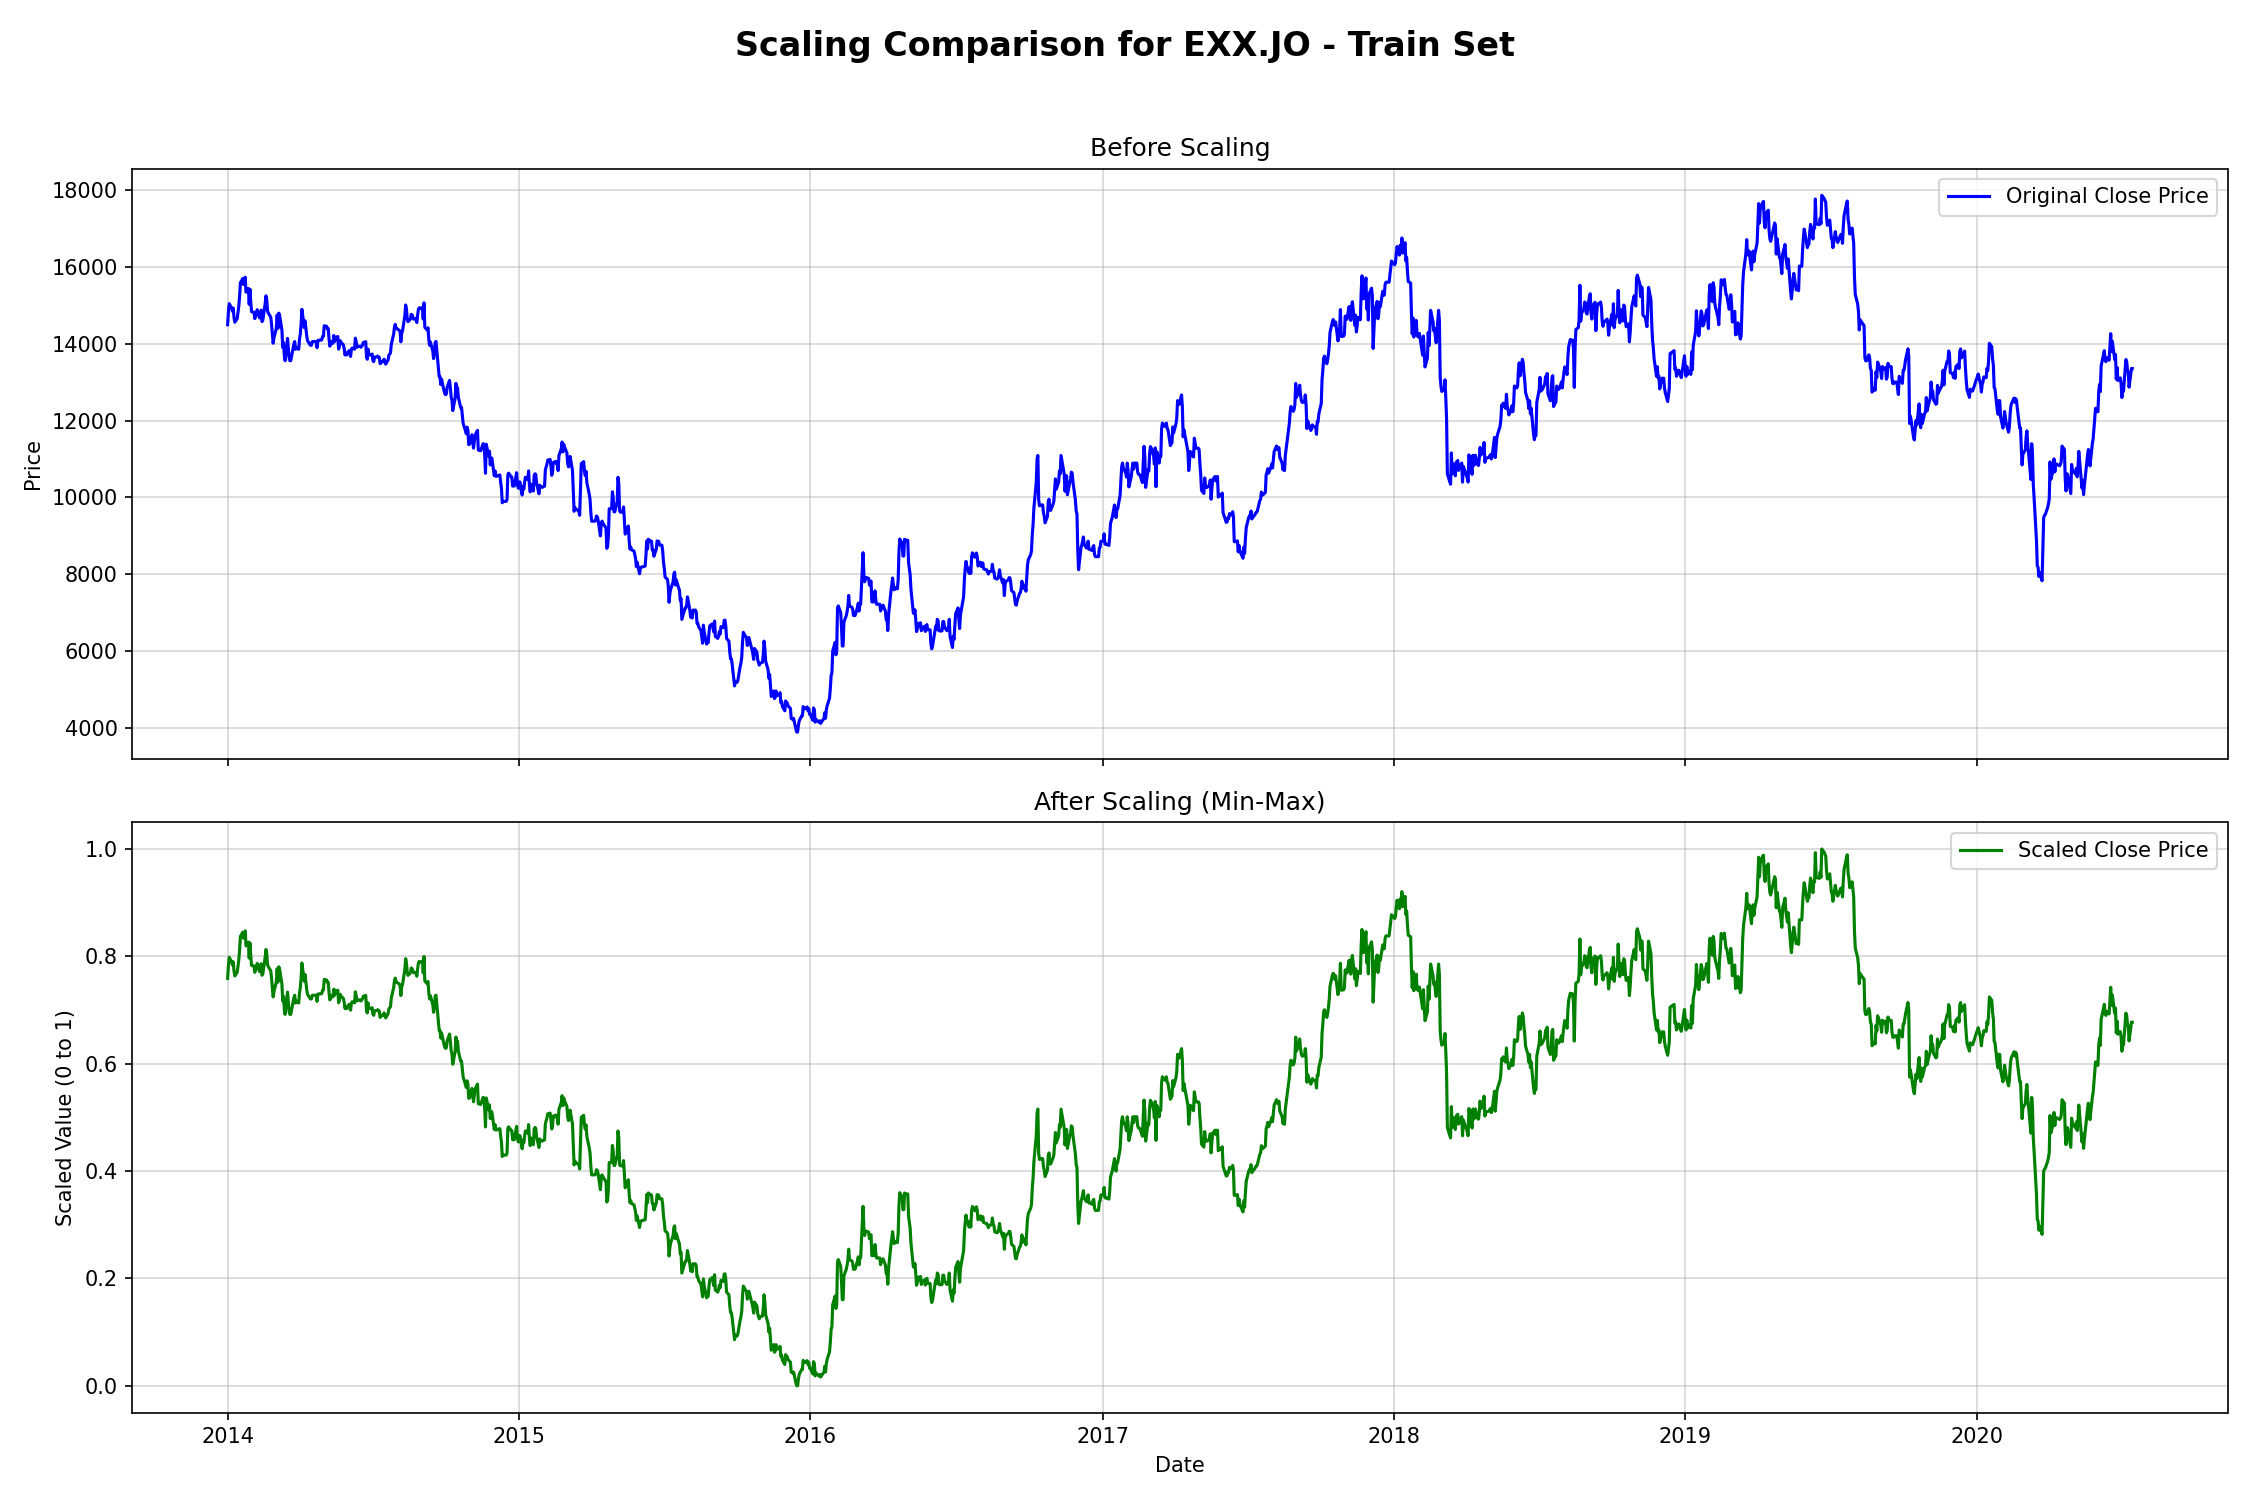 Scaling Comparison for EXX.JO - Train Set
Before Scaling
Original Close Price
Price
18000
16000
14000
12000
10000
8000
6000
4000
After Scaling (Min-Max)
Scaled Close Price
Scaled Value (0 to 1)
1.0
0.8
0.6
0.4
0.2
0.0
2014 2015 2016 2017 2018 2019 2020
Date